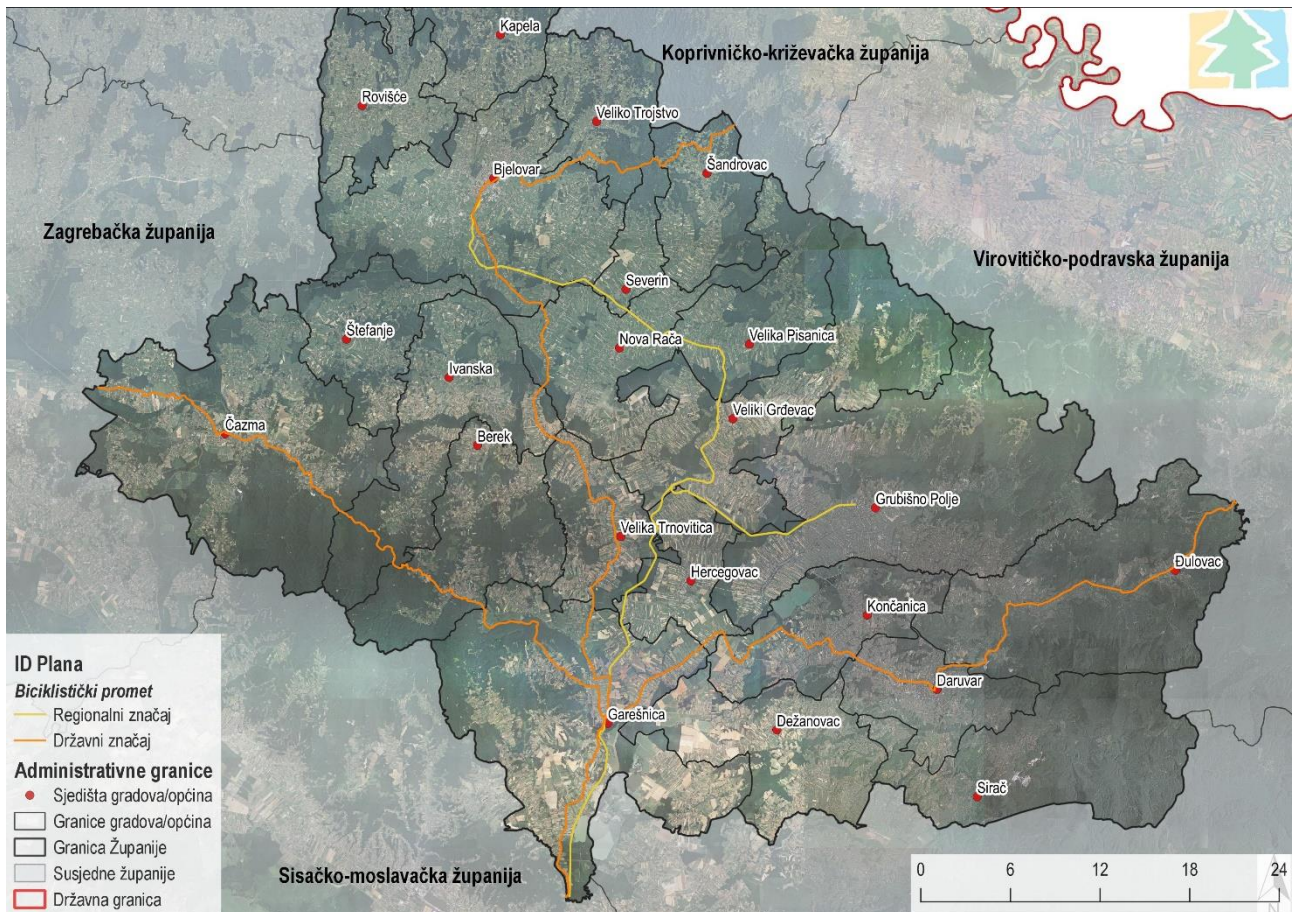 Kapela
Koprivničko-križevačka županija
Rovišće
Veliko Trojstvo
Bjelovar
Šandrovac
Zagrebačka županija
Virovitičko-podravska županija
Severin
Štefanje
Nova Rača
Velika Pisanica
Ivanska
Veliki Grđevac
Čazma
Berek
Grubišno Polje
Velika Trnovitica
Đulovac
Hercegovac
Končanica
Daruvar
Garešnica
Dežanovac
Sirač
Sisačko-moslavačka županija
ID Plana
Biciklistički promet
Regionalni značaj
Državni značaj
Administrativne granice
Sjedišta gradova/općina
Granice gradova/općina
Granica Županije
Susjedne županije
Državna granica
0 6 12 18 24
N